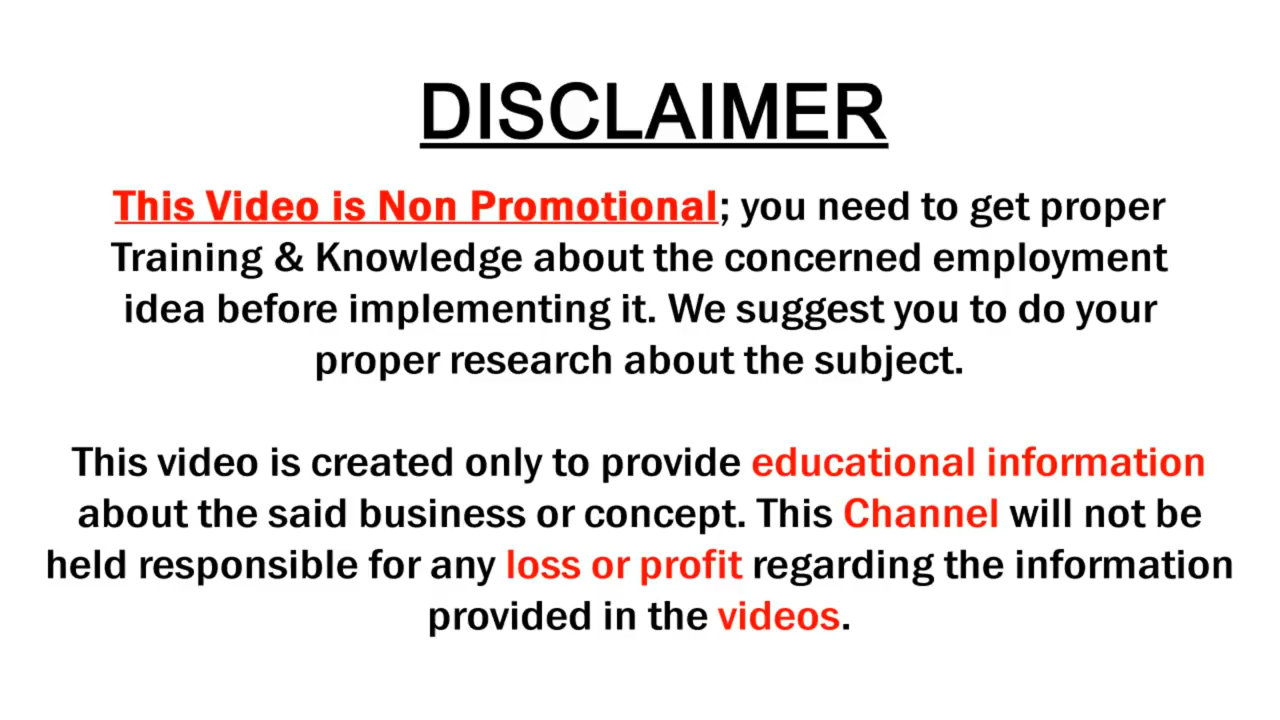 DISCLAIMER
This Video is Non Promotional; you need to get proper
Training & Knowledge about the concerned employment
idea before implementing it. We suggest you to do your
proper research about the subject.
This video is created only to provide educational information
about the said business or concept. This Channel will not be
held responsible for any loss or profit regarding the information
provided in the videos.